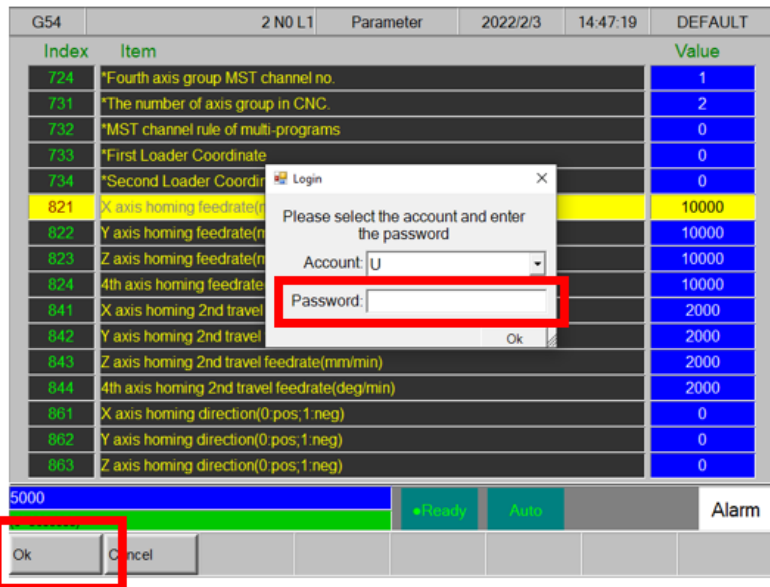 G54 2 N0 L1 Parameter 2022/2/3 14:47:19 DEFAULT
Index Item Value
724 *Fourth axis group MST channel no. 1
731 *The number of axis group in CNC. 2
732 *MST channel rule of multi-programs 0
733 *First Loader Coordinate 0
734 *Second Loader Coordin 0
821 X axis homing feedrate(m 10000
822 Y axis homing feedrate(m 10000
823 Z axis homing feedrate(m 10000
824 4th axis homing feedrate 10000
841 X axis homing 2nd travel 2000
842 Y axis homing 2nd travel 2000
843 Z axis homing 2nd travel feedrate(mm/min) 2000
844 4th axis homing 2nd travel feedrate(deg/min) 2000
861 X axis homing direction(0:pos;1:neg) 0
862 Y axis homing direction(0:pos;1:neg) 0
863 Z axis homing direction(0:pos;1:neg) 0
Login
Please select the account and enter
the password
Account: U
Password:
Ok
5000
●Ready Auto Alarm
Ok Cancel